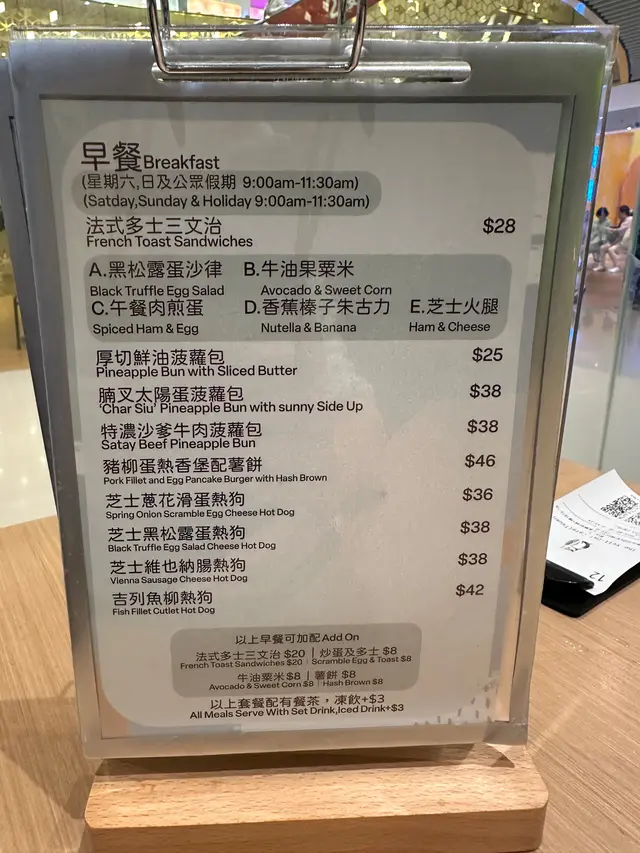 早餐Breakfast
(星期六,日及公眾假期 9:00am-11:30am)
(Satday,Sunday & Holiday 9:00am-11:30am)
法式多士三文治 $28
French Toast Sandwiches
A.黑松露蛋沙律 B.牛油果粟米
Black Truffle Egg Salad Avocado & Sweet Corn
C.午餐肉煎蛋 D.香蕉榛子朱古力 E.芝士火腿
Spiced Ham & Egg Nutella & Banana Ham & Cheese
厚切鮮油菠蘿包 $25
Pineapple Bun with Sliced Butter
腩叉太陽蛋菠蘿包 $38
'Char Siu' Pineapple Bun with sunny Side Up
特濃沙爹牛肉菠蘿包 $38
Satay Beef Pineapple Bun
豬柳蛋熱香堡配薯餅 $46
Pork Fillet and Egg Pancake Burger with Hash Brown
芝士蔥花滑蛋熱狗 $36
Spring Onion Scramble Egg Cheese Hot Dog
芝士黑松露蛋熱狗 $38
Black Truffle Egg Salad Cheese Hot Dog
芝士維也納腸熱狗 $38
Vienna Sausage Cheese Hot Dog
吉列魚柳熱狗 $42
Fish Fillet Cutlet Hot Dog
以上早餐可加配 Add On
法式多士三文治 $20 | 炒蛋及多士 $8
French Toast Sandwiches $20 | Scramble Egg & Toast $8
牛油粟米$8 | 薯餅 $8
Avocado & Sweet Corn $8 | Hash Brown $8
以上套餐配有餐茶，凍飲+$3
All Meals Serve With Set Drink,Iced Drink+$3
12